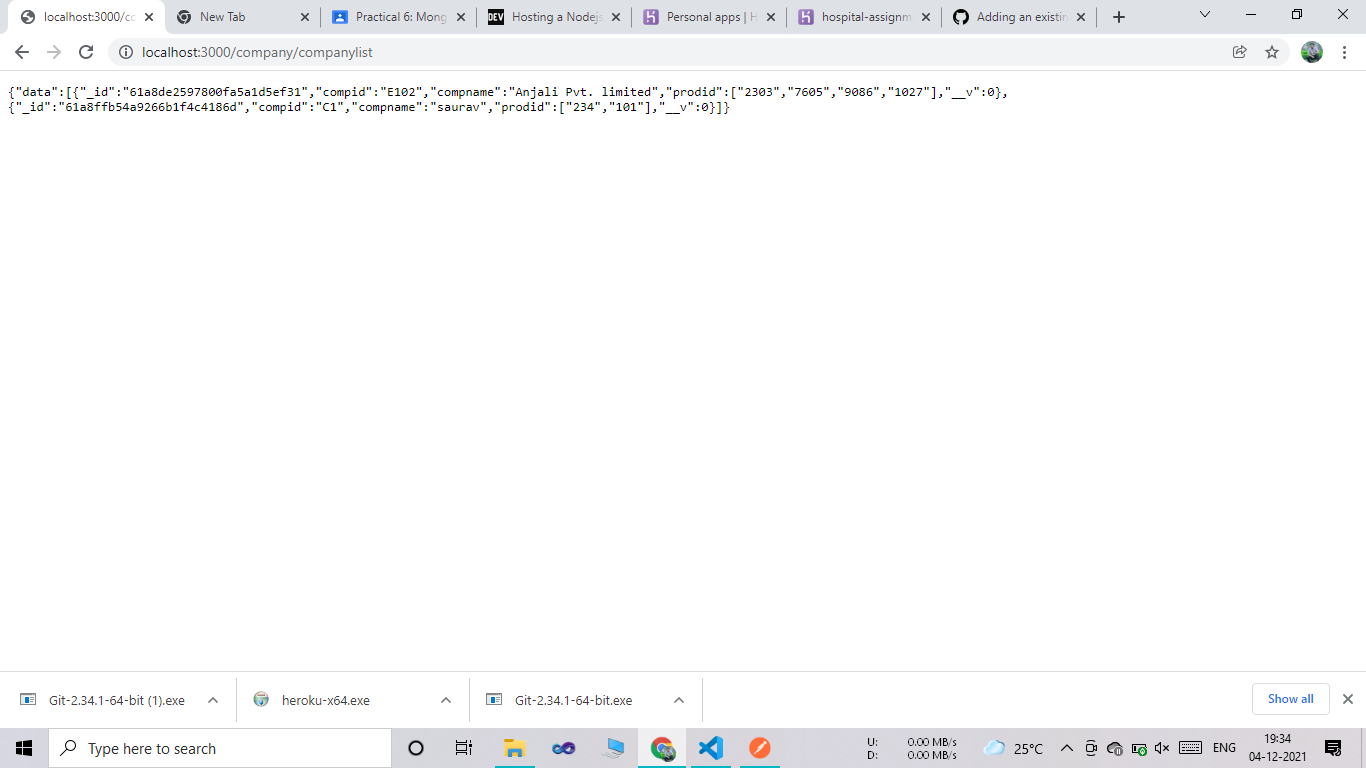 localhost:3000/co
New Tab
Practical 6: Mong
DEV
Hosting a Nodejs
Personal apps | H
hospital-assignm
Adding an existin
localhost:3000/company/companylist
{"data":[{"_id":"61a8de2597800fa5a1d5ef31","compid":"E102","compname":"Anjali Pvt. limited","prodid":["2303","7605","9086","1027"],"__v":0},
{"_id":"61a8ffb54a9266b1f4c4186d","compid":"C1","compname":"saurav","prodid":["234","101"],"__v":0}]}
Git-2.34.1-64-bit (1).exe
heroku-x64.exe
Git-2.34.1-64-bit.exe
Show all
Type here to search
U: 0.00 MB/s
D: 0.00 MB/s
25°C
ENG
19:34
04-12-2021